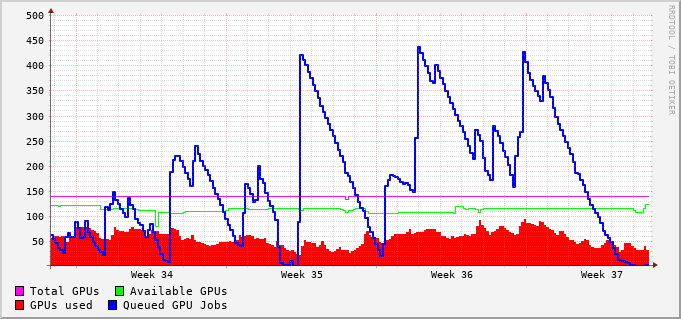 500
450
400
350
300
250
200
150
100
50
Week 34 Week 35 Week 36 Week 37
Total GPUs Available GPUs
GPUs used Queued GPU Jobs
RRDTOOL / TOBI OETIKER